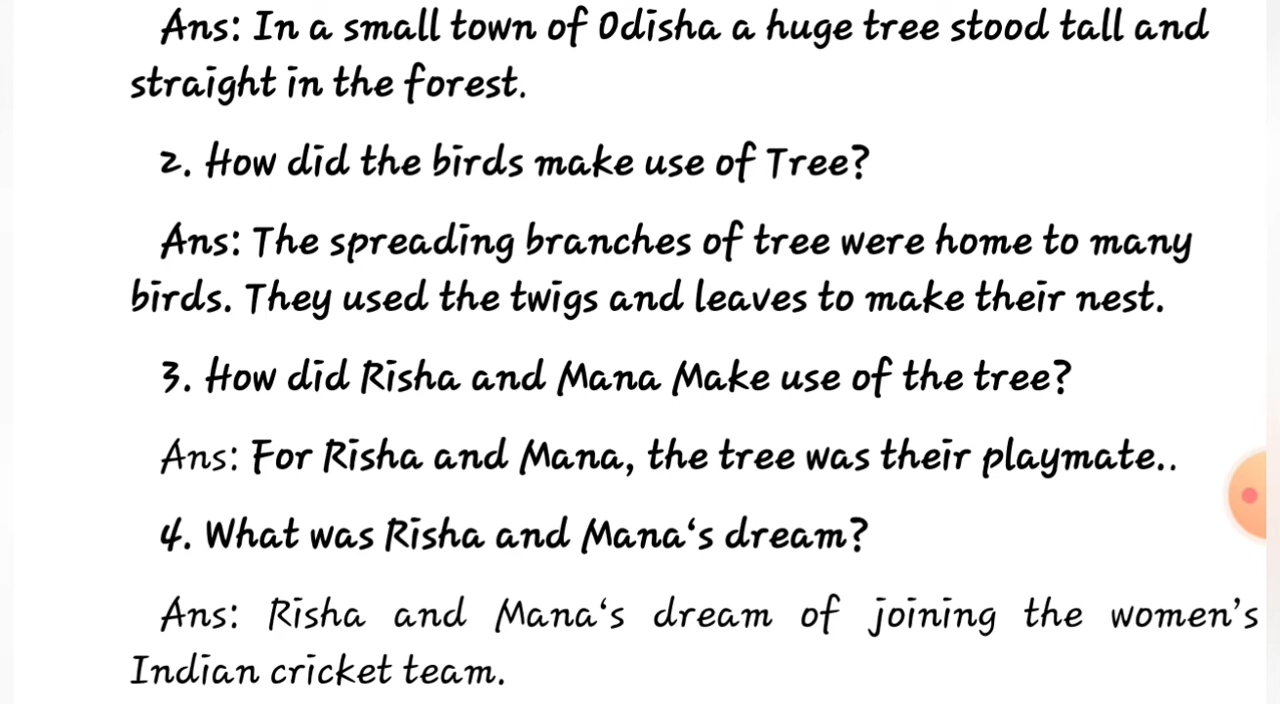 Ans: In a small town of Odisha a huge tree stood tall and
straight in the forest.
2. How did the birds make use of Tree?
Ans: The spreading branches of tree were home to many
birds. They used the twigs and leaves to make their nest.
3. How did Risha and Mana Make use of the tree?
Ans: For Risha and Mana, the tree was their playmate..
4. What was Risha and Mana‘s dream?
Ans: Risha and Mana‘s dream of joining the women’s
Indian cricket team.